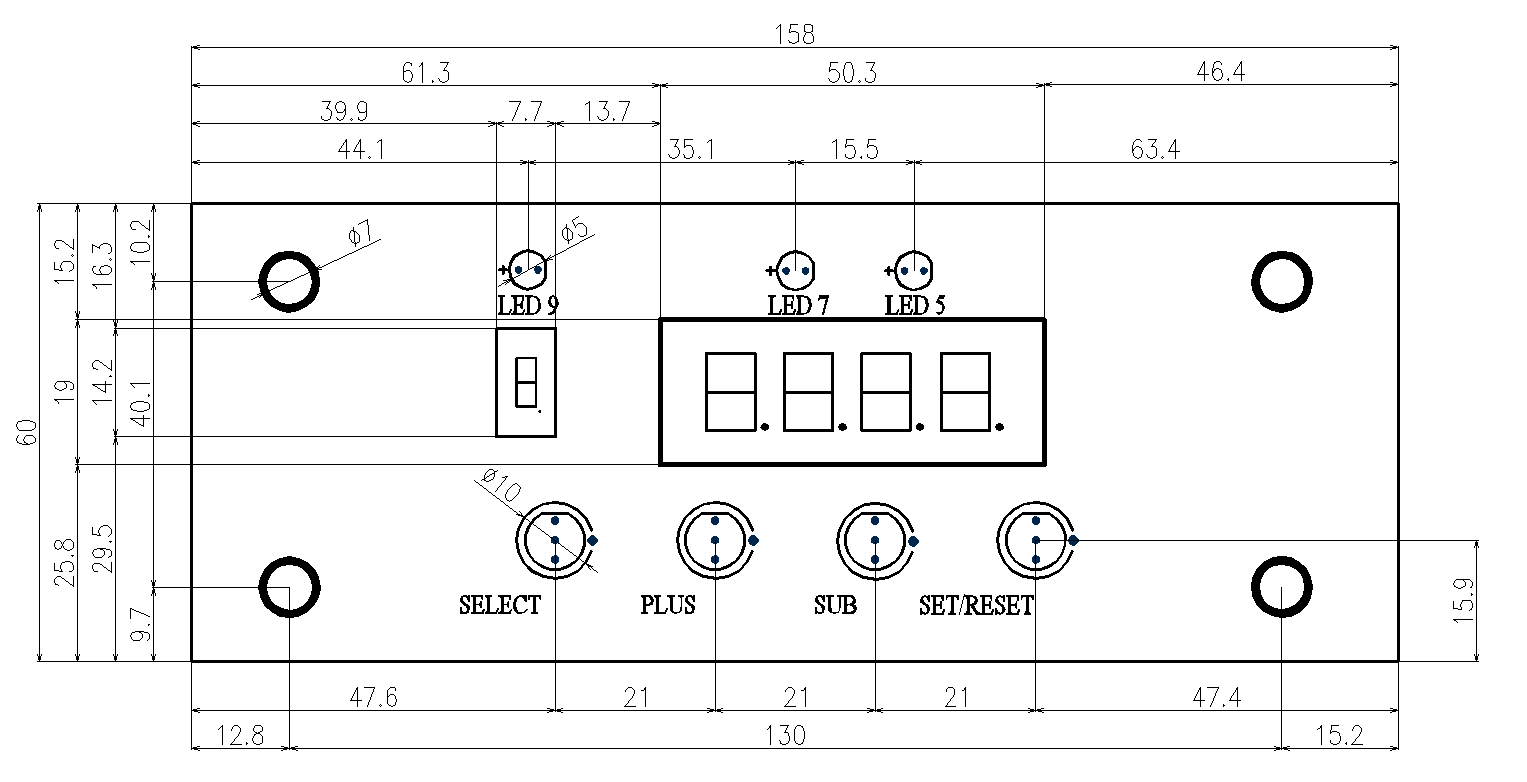 158
61.3 50.3 46.4
39.9 7.7 13.7
44.1 35.1 15.5 63.4
60 15.2 16.3 10.2
ϕ7 ϕ5
+ + +
LED 9 LED 7 LED 5
19 14.2 40.1
ϕ10
25.8 29.5 9.7
SELECT PLUS SUB SET/RESET
15.9
47.6 21 21 21 47.4
12.8 130 15.2